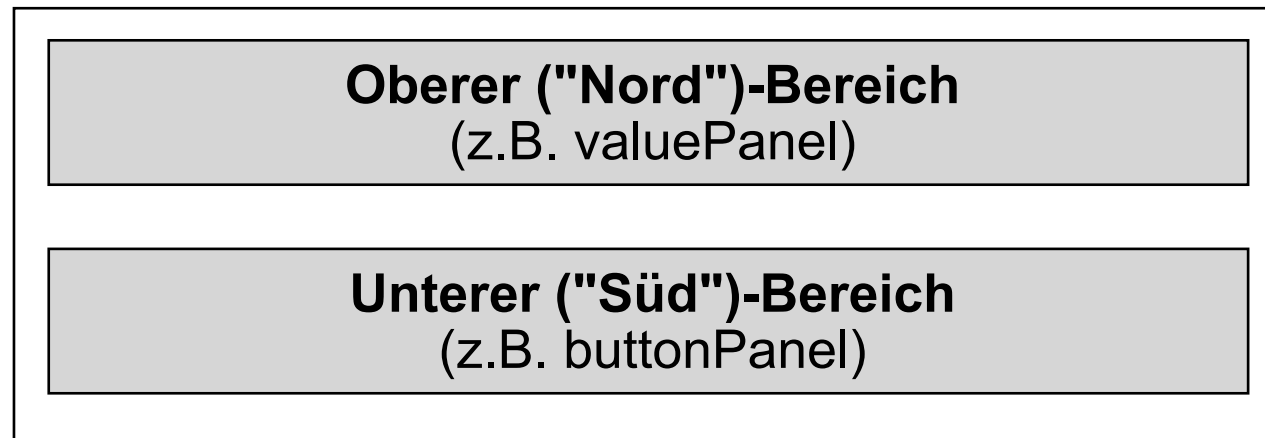 Oberer ("Nord")-Bereich
(z.B. valuePanel)
Unterer ("Süd")-Bereich
(z.B. buttonPanel)